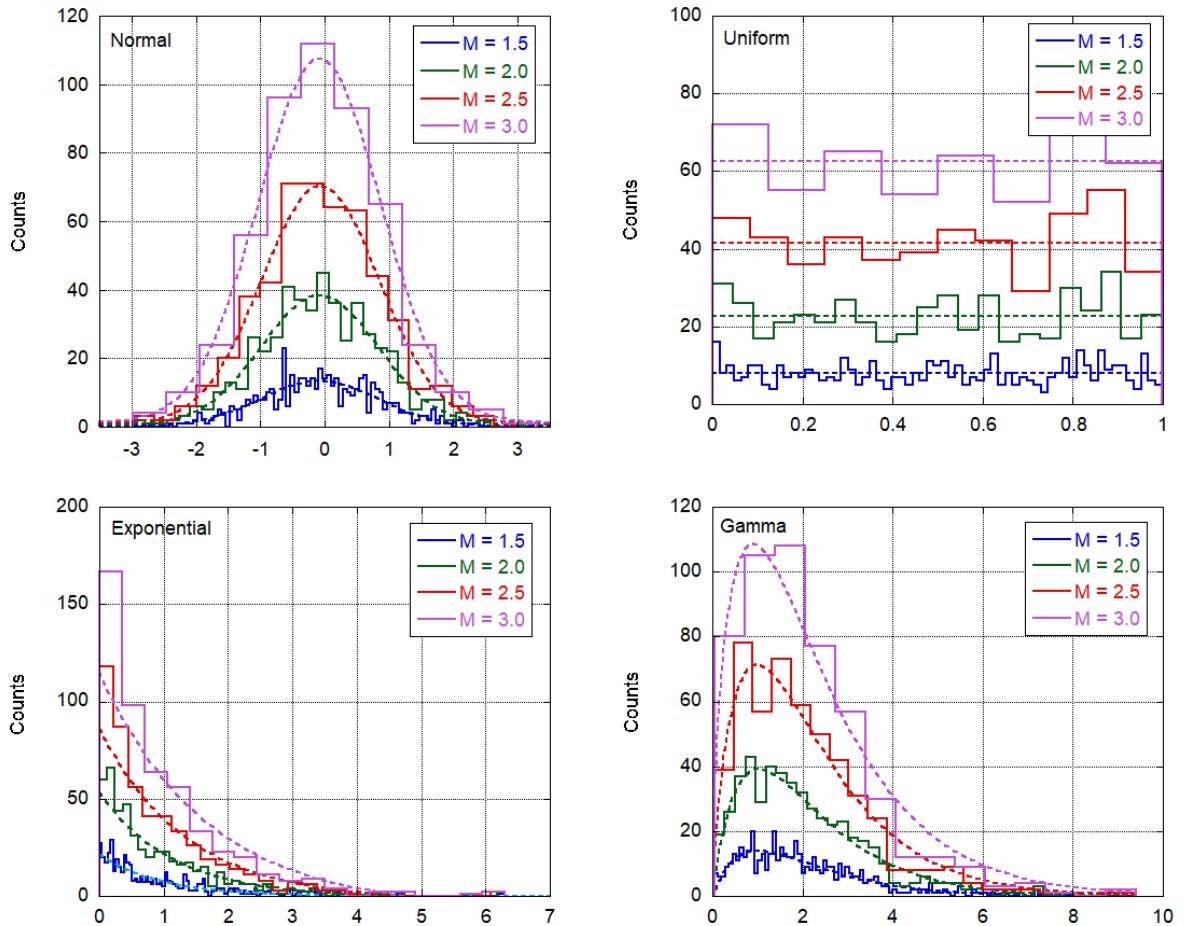 Normal
M = 1.5
M = 2.0
M = 2.5
M = 3.0
Counts
120
100
80
60
40
20
0
-3 -2 -1 0 1 2 3
Uniform
M = 1.5
M = 2.0
M = 2.5
M = 3.0
Counts
100
80
60
40
20
0
0 0.2 0.4 0.6 0.8 1
Exponential
M = 1.5
M = 2.0
M = 2.5
M = 3.0
Counts
200
150
100
50
0
0 1 2 3 4 5 6 7
Gamma
M = 1.5
M = 2.0
M = 2.5
M = 3.0
Counts
120
100
80
60
40
20
0
0 2 4 6 8 10